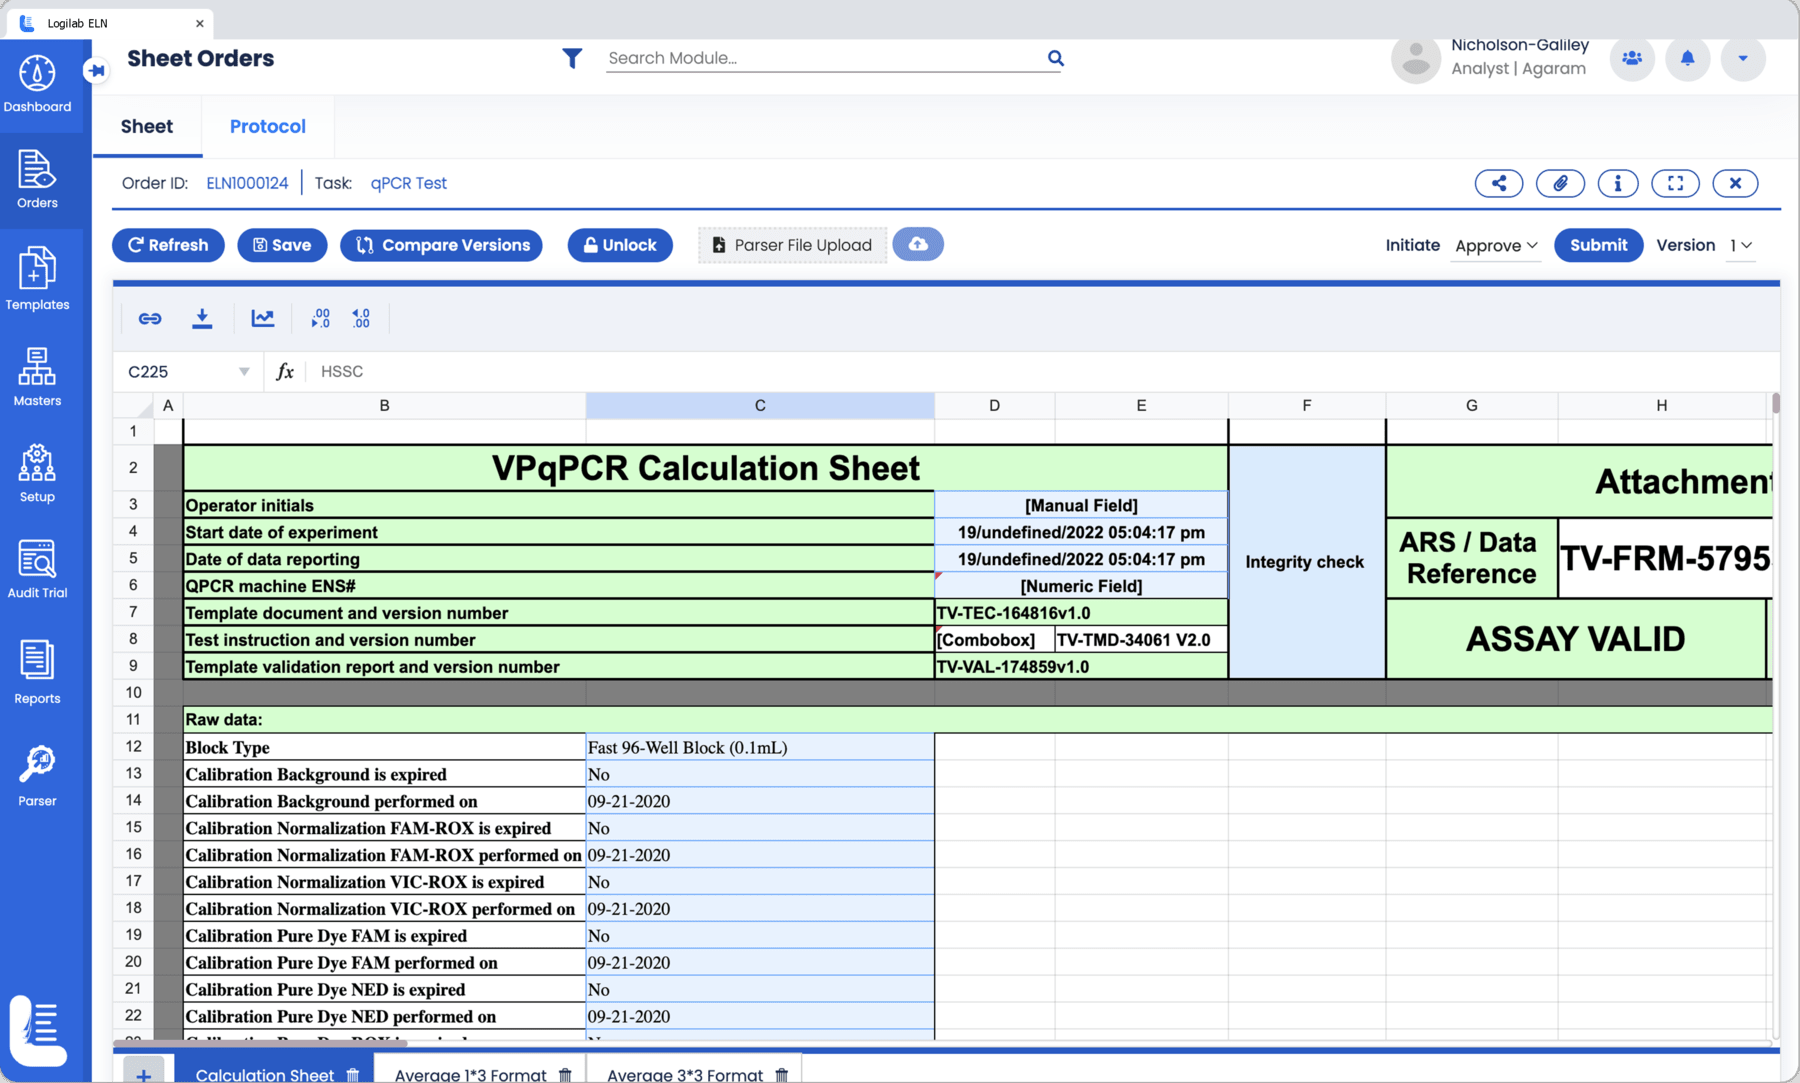 Logilab ELN
Sheet Orders
Search Module...
Nicholson-Galiley
Analyst | Agaram
Dashboard
Orders
Templates
Masters
Setup
Audit Trial
Reports
Parser
Sheet
Protocol
Order ID: ELN1000124 Task: qPCR Test
Refresh
Save
Compare Versions
Unlock
Parser File Upload
Initiate Approve
Submit
Version 1
.00 .0
.0 .00
C225 fx HSSC
A B C D E F G H
1
2 VPqPCR Calculation Sheet
3 Operator initials [Manual Field]
4 Start date of experiment 19/undefined/2022 05:04:17 pm
5 Date of data reporting 19/undefined/2022 05:04:17 pm
6 QPCR machine ENS# [Numeric Field]
7 Template document and version number TV-TEC-164816v1.0
8 Test instruction and version number [Combobox] TV-TMD-34061 V2.0
9 Template validation report and version number TV-VAL-174859v1.0
Integrity check
Attachmen
ARS / Data
Reference
TV-FRM-5795
ASSAY VALID
10
11 Raw data:
12 Block Type Fast 96-Well Block (0.1mL)
13 Calibration Background is expired No
14 Calibration Background performed on 09-21-2020
15 Calibration Normalization FAM-ROX is expired No
16 Calibration Normalization FAM-ROX performed on 09-21-2020
17 Calibration Normalization VIC-ROX is expired No
18 Calibration Normalization VIC-ROX performed on 09-21-2020
19 Calibration Pure Dye FAM is expired No
20 Calibration Pure Dye FAM performed on 09-21-2020
21 Calibration Pure Dye NED is expired No
22 Calibration Pure Dye NED performed on 09-21-2020
+ Calculation Sheet
Average 1*3 Format
Average 3*3 Format